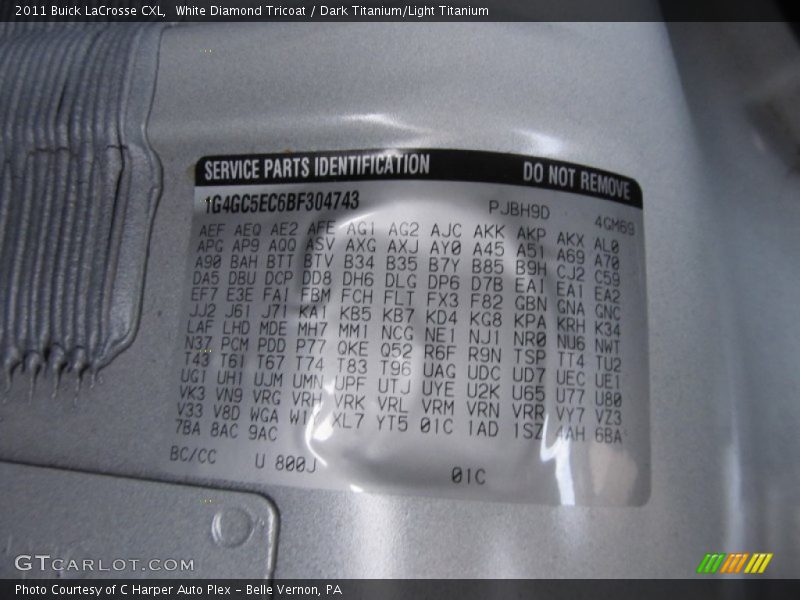 2011 Buick LaCrosse CXL,  White Diamond Tricoat / Dark Titanium/Light Titanium
SERVICE PARTS IDENTIFICATION DO NOT REMOVE
1G4GC5EC6BF304743 PJBH9D 4GM69
AEF AEQ AE2 AFE AG1 AG2 AJC AKK AKP AKX AL0
APG AP9 AQQ ASV AXG AXJ AY0 A45 A51 A69 A70
A90 BAH BTT BTV B34 B35 B7Y B85 B9H CJ2 C59
DA5 DBU DCP DD8 DH6 DLG DP6 D7B EA1 EA1 EA2
EF7 E3E FA1 FBM FCH FLT FX3 F82 GBN GNA GNC
JJ2 J61 J71 KA1 KB5 KB7 KD4 KG8 KPA KRH K34
LAF LHD MDE MH7 MM1 NCG NE1 NJ1 NR0 NU6 NWT
N37 PCM PDD P77 QKE Q52 R6F R9N TSP TT4 TU2
T43 T61 T67 T74 T83 T96 UAG UDC UD7 UEC UE1
UG1 UH1 UJM UMN UPF UTJ UYE U2K U65 U77 U80
VK3 VN9 VRG VRH VRK VRL VRM VRN VRR VY7 VZ3
V33 V8D WGA XL7 YT5 01C 1AD 1SZ 4AH 6BA
7BA 8AC 9AC
BC/CC U 800J 01C
GTCARLOT.COM
Photo Courtesy of C Harper Auto Plex – Belle Vernon, PA